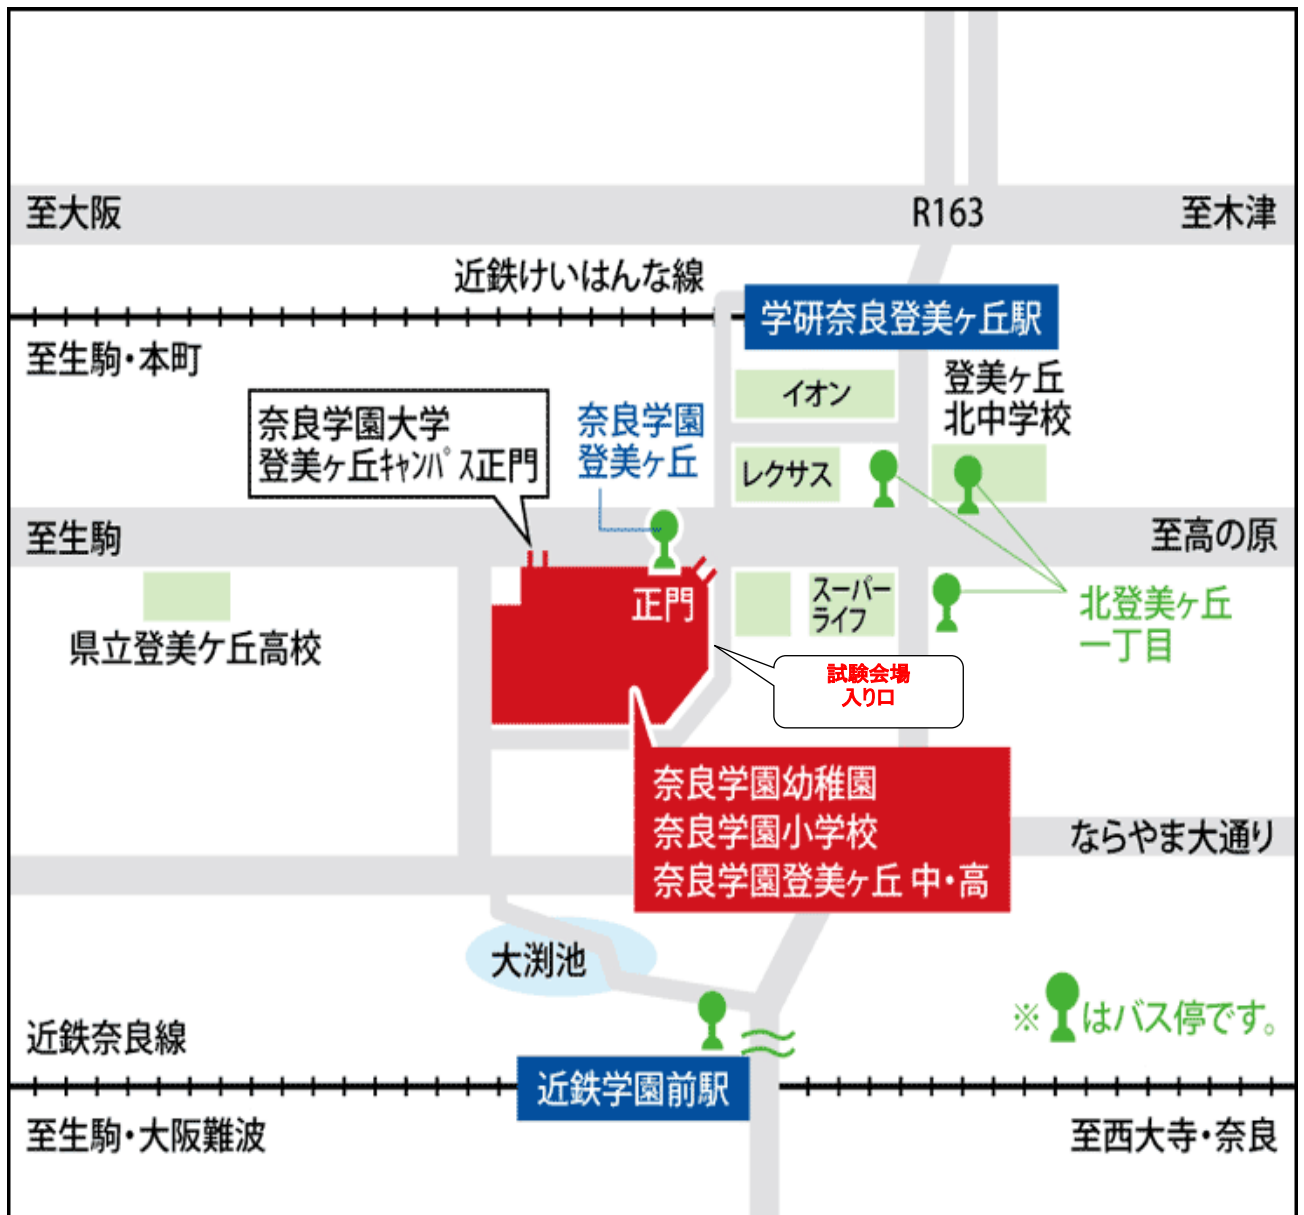 至大阪
R163
至木津
近鉄けいはんな線
学研奈良登美ヶ丘駅
至生駒・本町
イオン
登美ヶ丘
北中学校
奈良学園大学
登美ヶ丘ｷｬﾝﾊﾟｽ正門
奈良学園
登美ヶ丘
レクサス
至生駒
至高の原
正門
スーパー
ライフ
北登美ヶ丘
一丁目
県立登美ケ丘高校
試験会場
入り口
奈良学園幼稚園
奈良学園小学校
奈良学園登美ヶ丘 中・高
ならやま大通り
大渕池
※はバス停です。
近鉄奈良線
近鉄学園前駅
至生駒・大阪難波
至西大寺・奈良